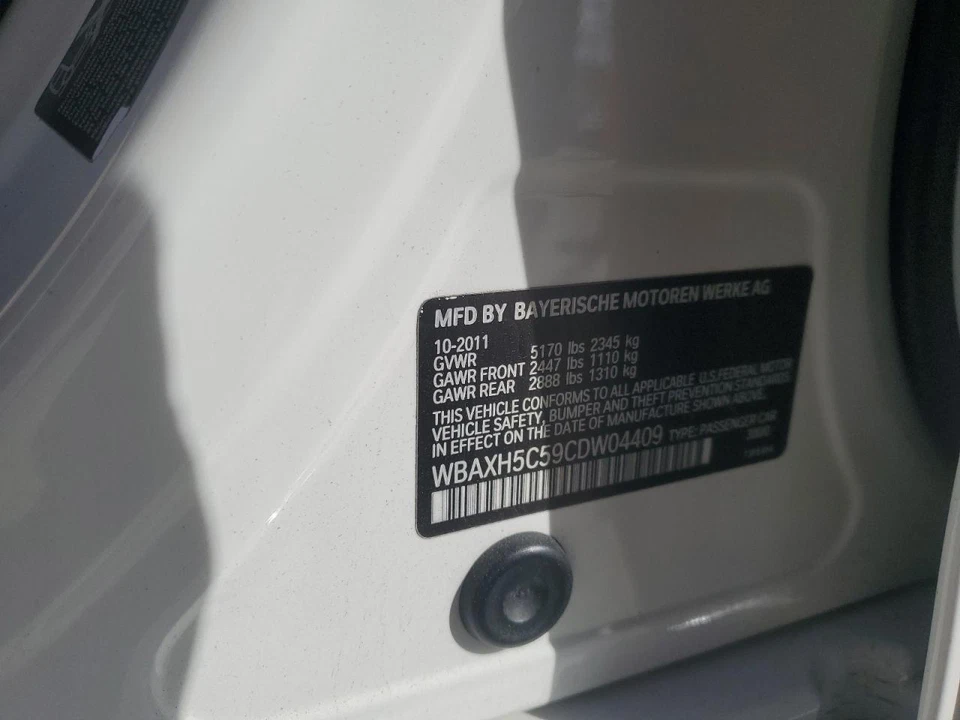 MFD BY BAYERISCHE MOTOREN WERKE AG
10-2011
GVWR 5170 lbs 2345 kg
GAWR FRONT 2447 lbs 1110 kg
GAWR REAR 2888 lbs 1310 kg
THIS VEHICLE CONFORMS TO ALL APPLICABLE U.S. FEDERAL MOTOR
VEHICLE SAFETY, BUMPER AND THEFT PREVENTION STANDARDS
IN EFFECT ON THE DATE OF MANUFACTURE SHOWN ABOVE.
WBAXH5C59CDW04409 TYPE: PASSENGER CAR